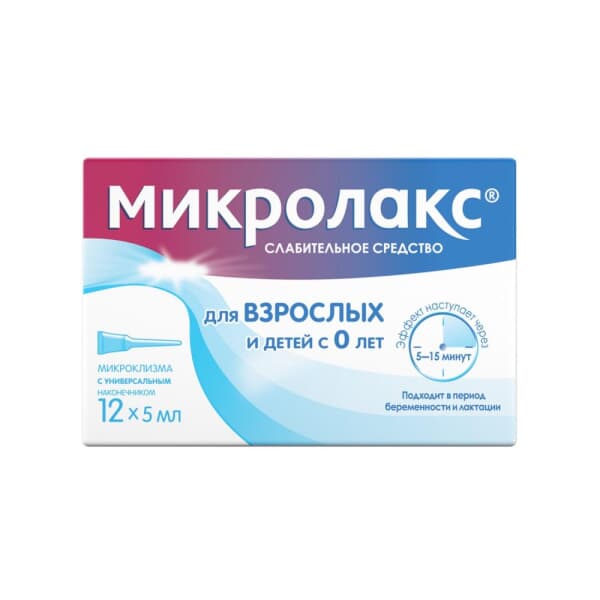 Микролакс®
СЛАБИТЕЛЬНОЕ СРЕДСТВО
для ВЗРОСЛЫХ
и ДЕТЕЙ с 0 ЛЕТ
Эффект наступает через
5–15 минут
МИКРОКЛИЗМА
С УНИВЕРСАЛЬНЫМ
НАКОНЕЧНИКОМ
12 × 5 мл
Подходит в период
беременности и лактации